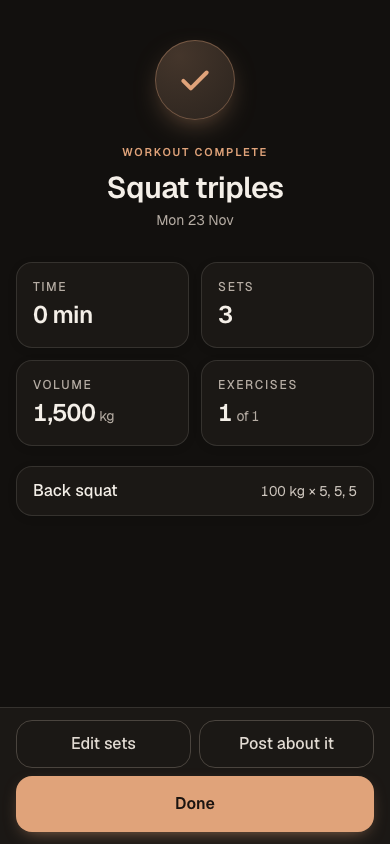 WORKOUT COMPLETE
Squat triples
Mon 23 Nov
TIME
0 min
SETS
3
VOLUME
1,500 kg
EXERCISES
1 of 1
Back squat
100 kg × 5, 5, 5
Edit sets
Post about it
Done